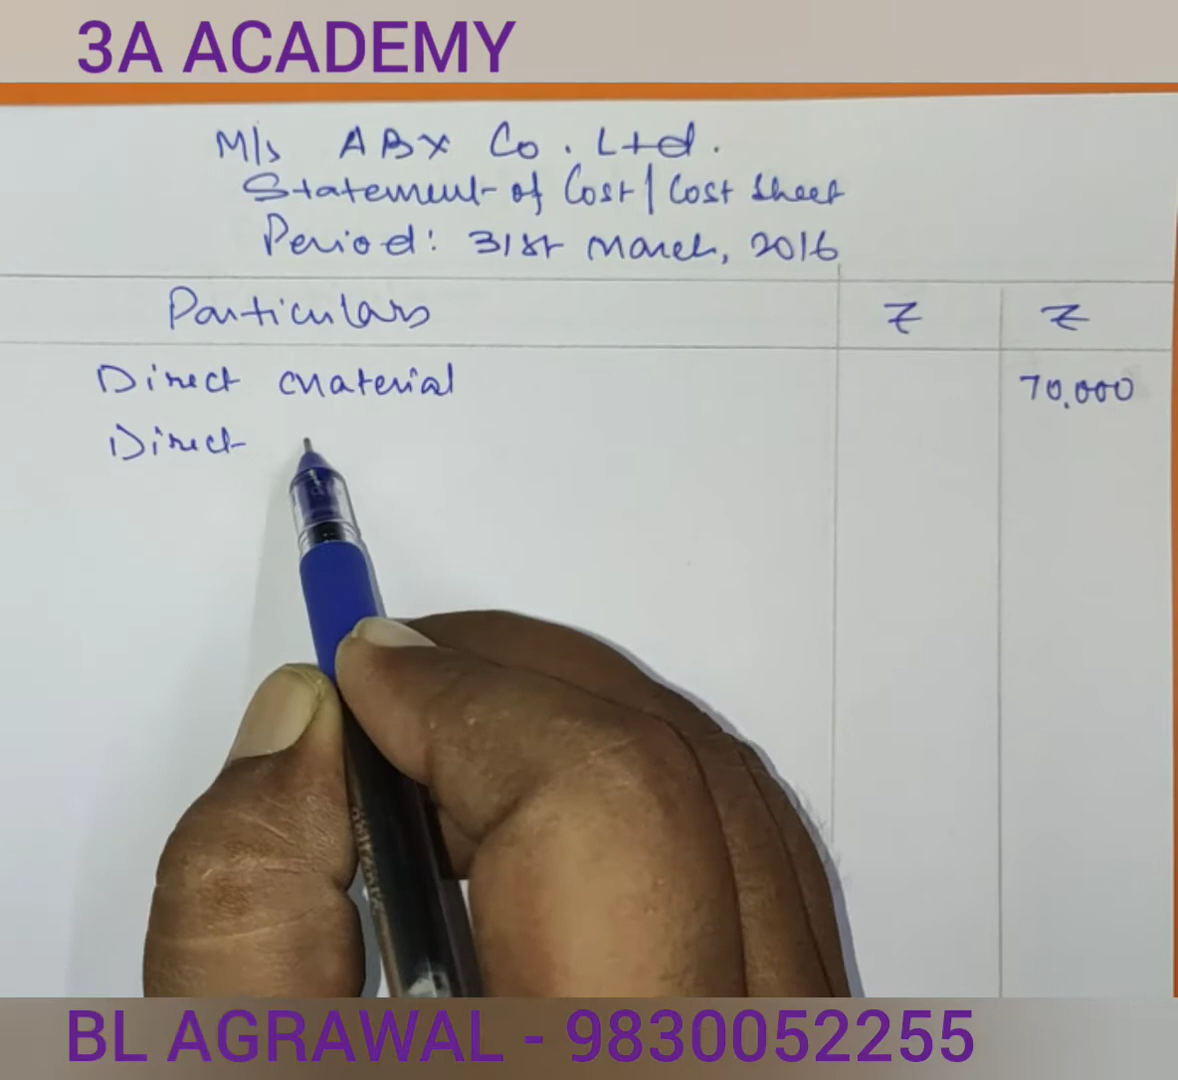 3A ACADEMY
M/s ABX Co. Ltd.
Statement of Cost/Cost Sheet
Period: 31st March, 2016
Particulars ₹ ₹
Direct material 70,000
Direct
BL AGRAWAL - 9830052255